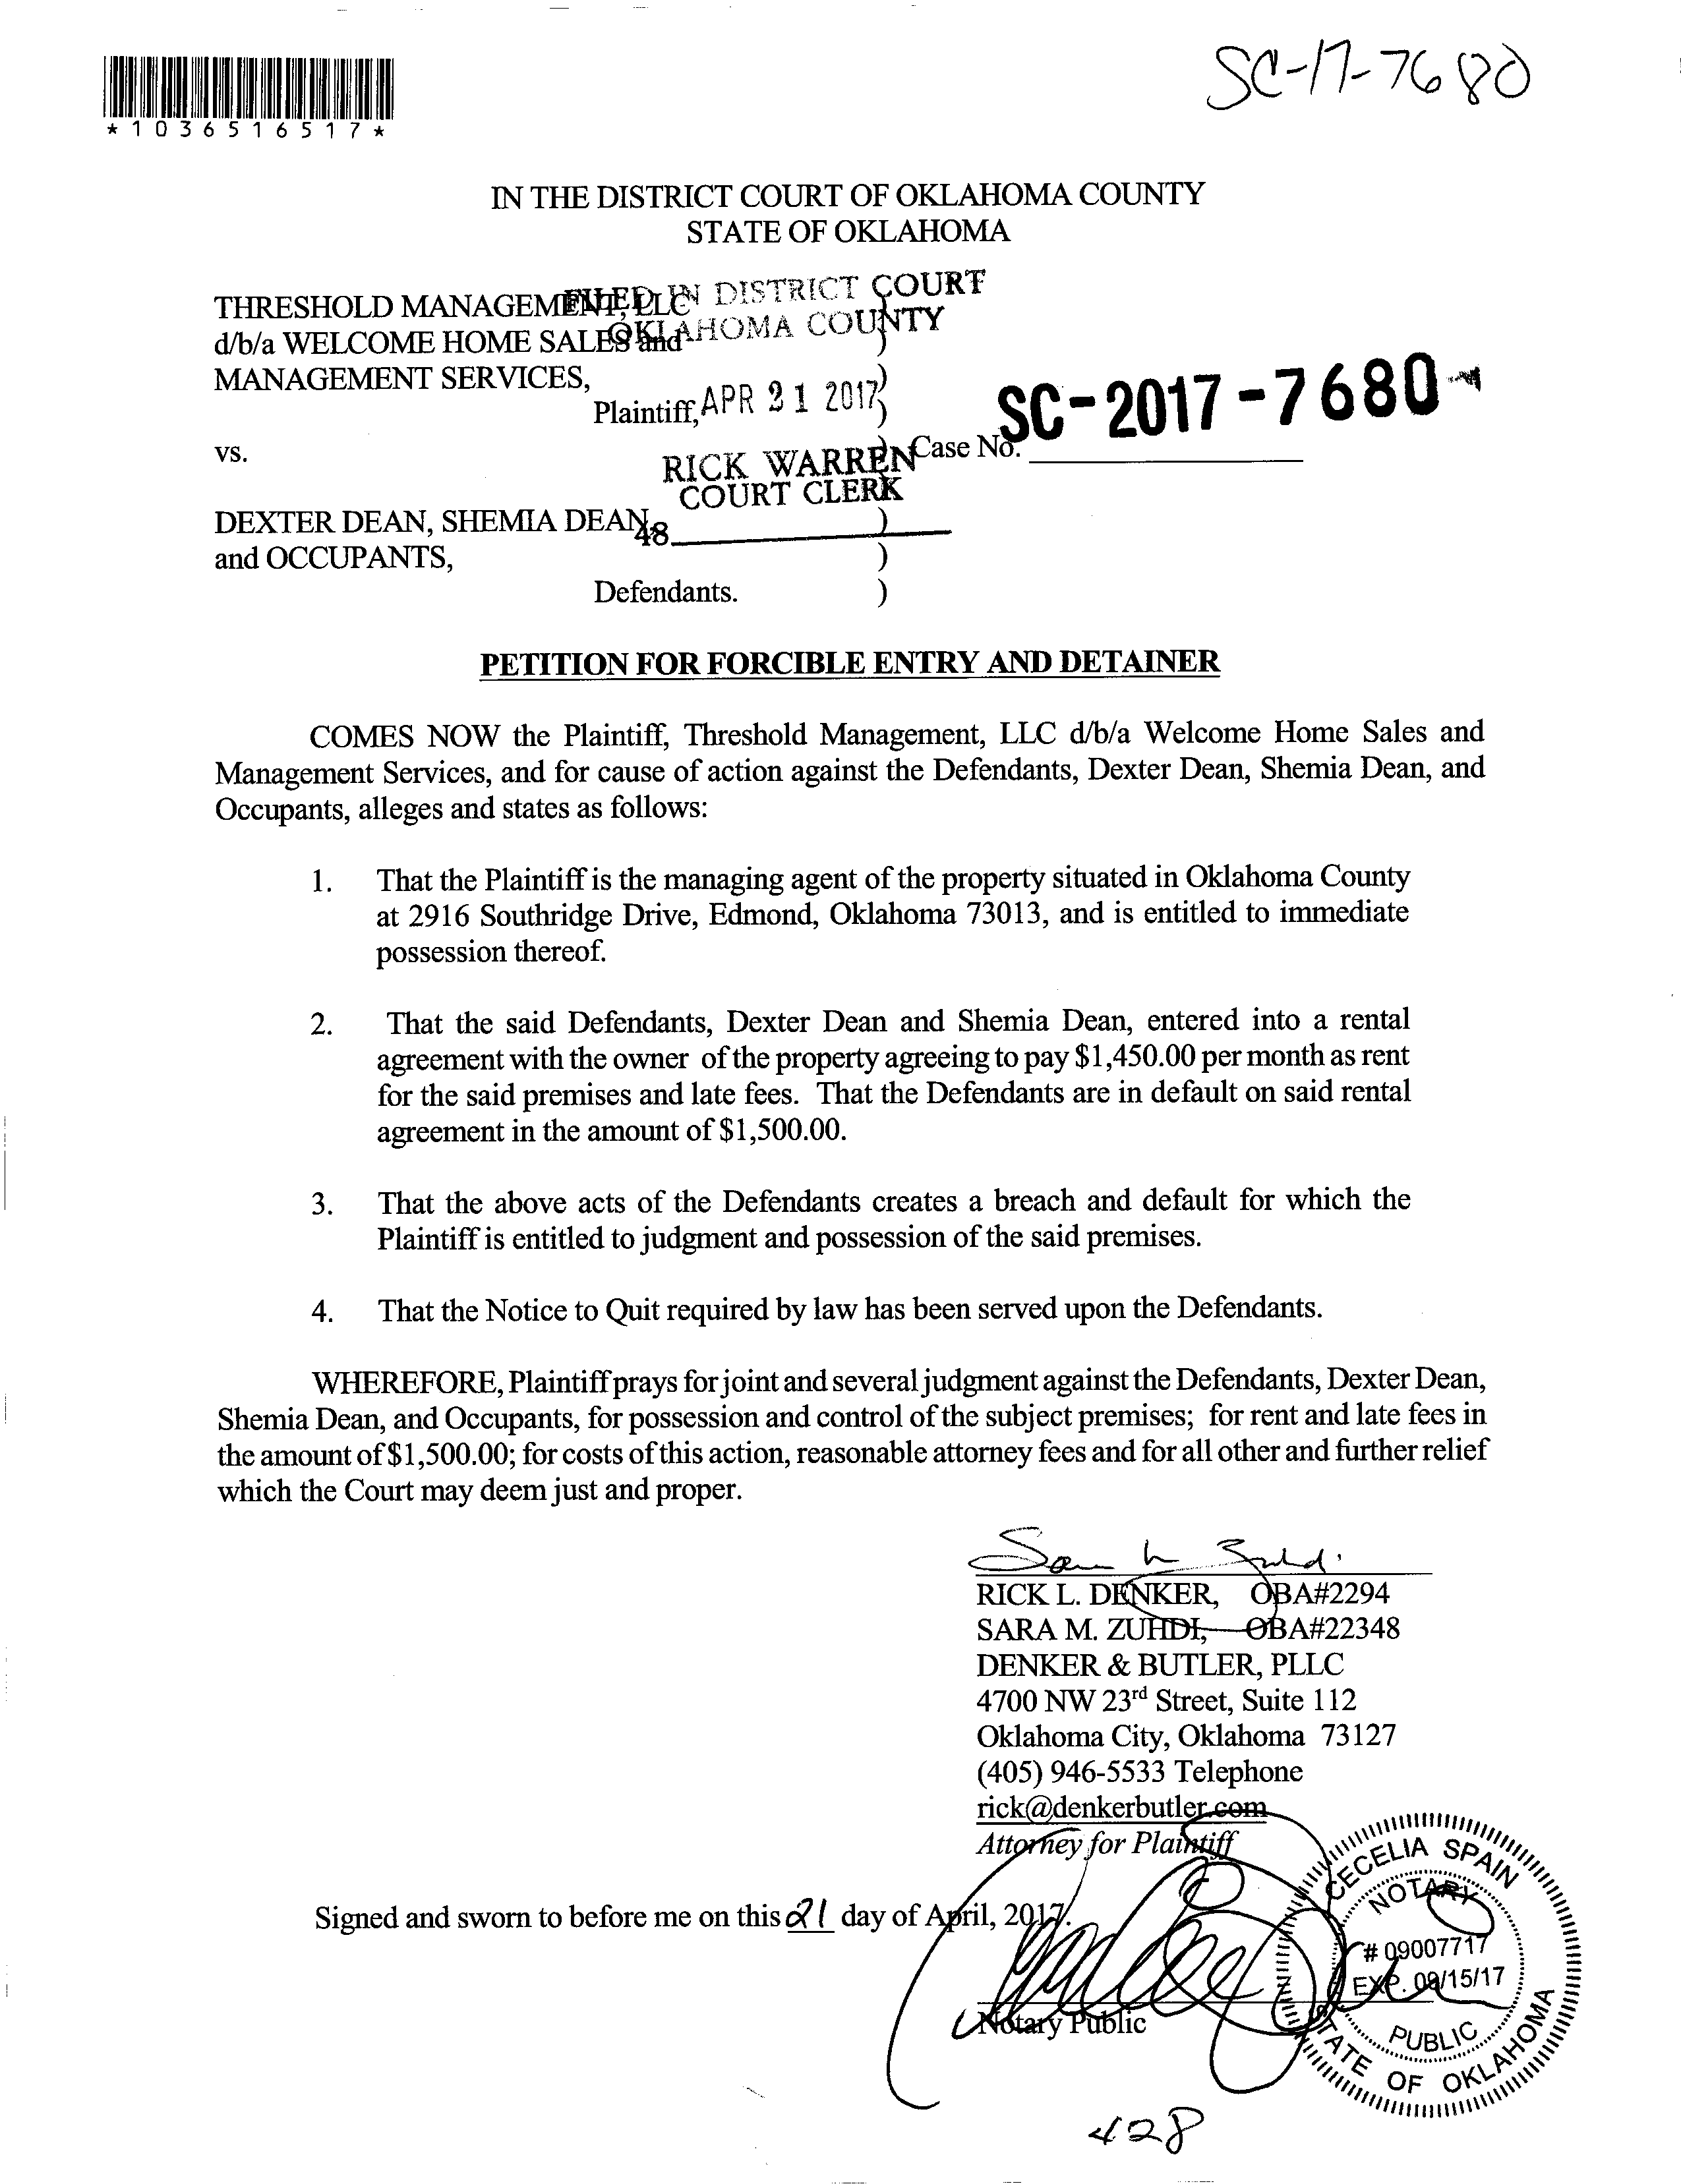 SC-17-7680
*1036516517*
IN THE DISTRICT COURT OF OKLAHOMA COUNTY
STATE OF OKLAHOMA
FILED IN DISTRICT COURT
OKLAHOMA COUNTY
THRESHOLD MANAGEMENT, LLC )
d/b/a WELCOME HOME SALES and )
MANAGEMENT SERVICES, )
Plaintiff, )
APR 21 2017
SC-2017-7680
vs. ) Case No.
RICK WARREN
COURT CLERK
48
DEXTER DEAN, SHEMIA DEAN, )
and OCCUPANTS, )
Defendants. )
PETITION FOR FORCIBLE ENTRY AND DETAINER
COMES NOW the Plaintiff, Threshold Management, LLC d/b/a Welcome Home Sales and
Management Services, and for cause of action against the Defendants, Dexter Dean, Shemia Dean, and
Occupants, alleges and states as follows:
1. That the Plaintiff is the managing agent of the property situated in Oklahoma County
at 2916 Southridge Drive, Edmond, Oklahoma 73013, and is entitled to immediate
possession thereof.
2. That the said Defendants, Dexter Dean and Shemia Dean, entered into a rental
agreement with the owner of the property agreeing to pay $1,450.00 per month as rent
for the said premises and late fees. That the Defendants are in default on said rental
agreement in the amount of $1,500.00.
3. That the above acts of the Defendants creates a breach and default for which the
Plaintiff is entitled to judgment and possession of the said premises.
4. That the Notice to Quit required by law has been served upon the Defendants.
WHEREFORE, Plaintiff prays for joint and several judgment against the Defendants, Dexter Dean,
Shemia Dean, and Occupants, for possession and control of the subject premises; for rent and late fees in
the amount of $1,500.00; for costs of this action, reasonable attorney fees and for all other and further relief
which the Court may deem just and proper.
RICK L. DENKER, OBA#2294
SARA M. ZUHDI, OBA#22348
DENKER & BUTLER, PLLC
4700 NW 23rd Street, Suite 112
Oklahoma City, Oklahoma 73127
(405) 946-5533 Telephone
rick@denkerbutler.com
Attorney for Plaintiff
Signed and sworn to before me on this 21 day of April, 2017.
Notary Public
CECELIA SPAIN
NOTARY
# 09007717
EXP. 09/15/17
PUBLIC
STATE OF OKLAHOMA
428